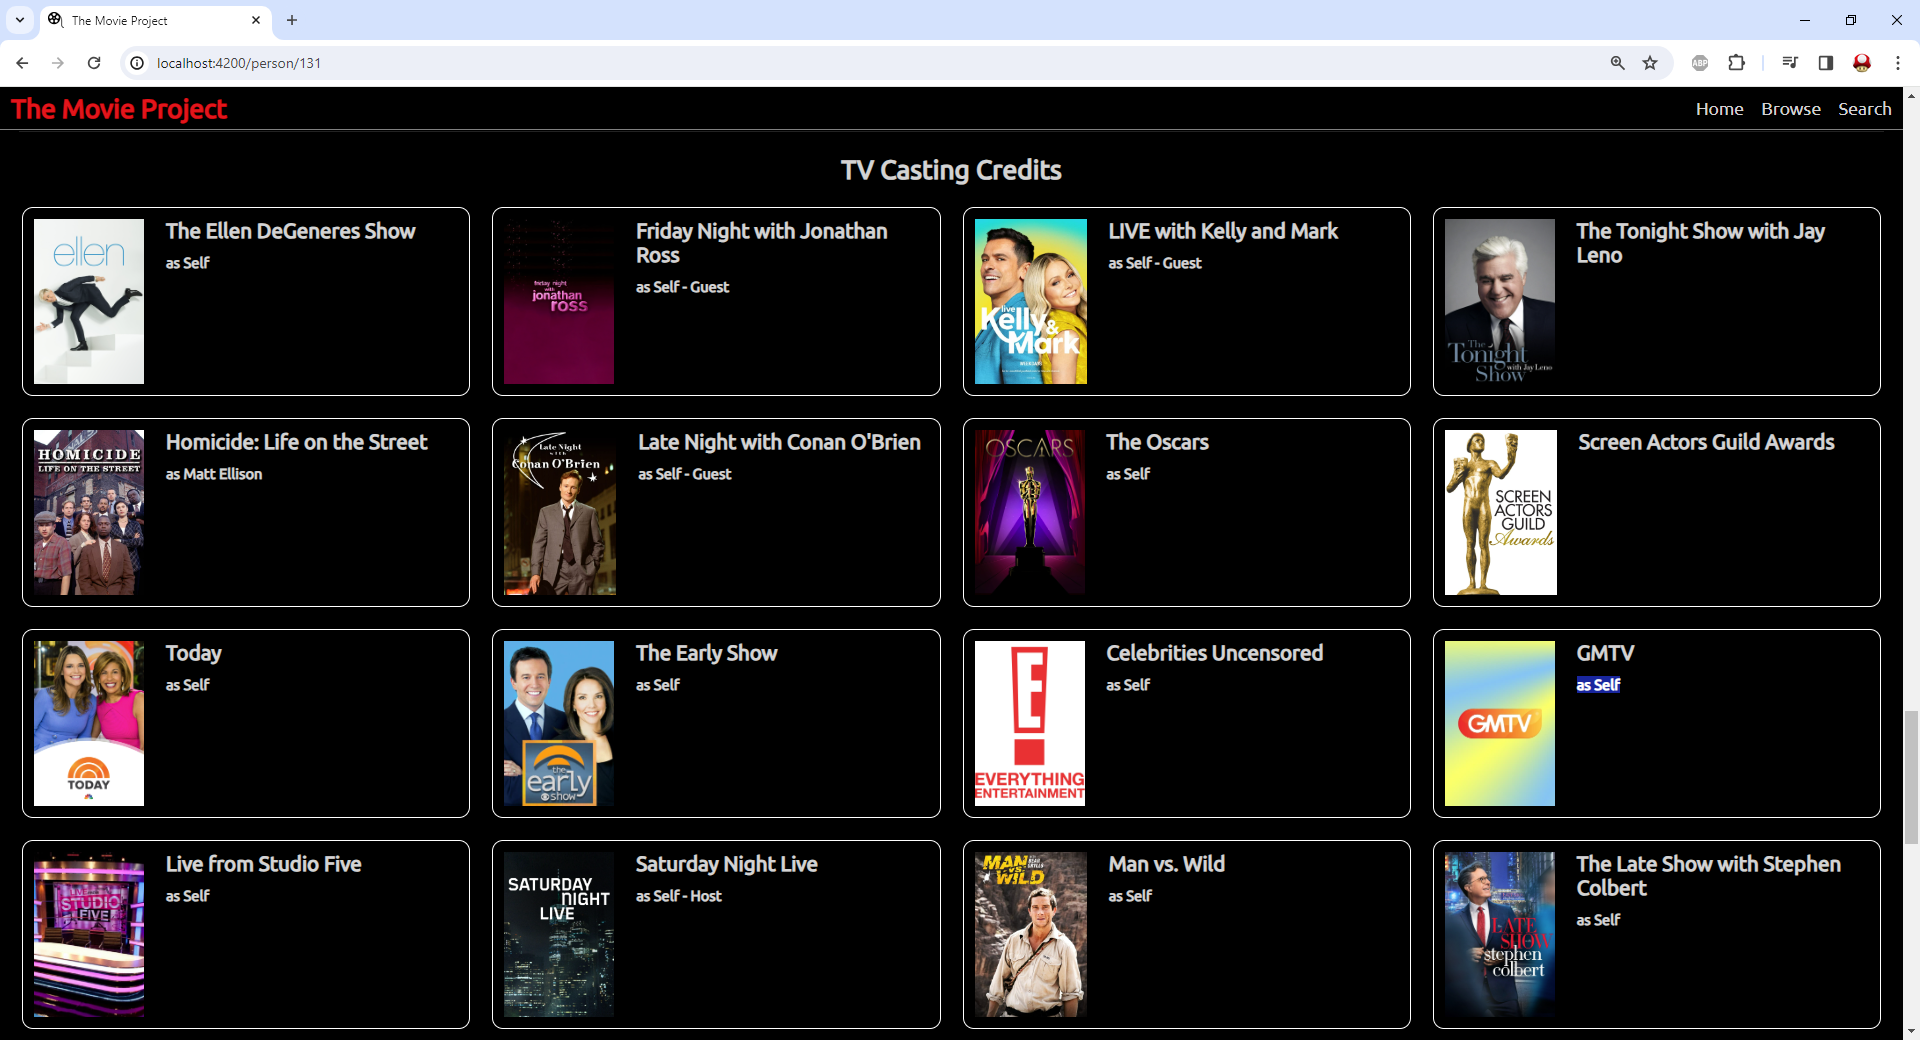 The Movie Project
localhost:4200/person/131
ABP
The Movie Project
Home
Browse
Search
TV Casting Credits
ellen
The Ellen DeGeneres Show
as Self
friday night
with
jonathan
ross
Friday Night with Jonathan
Ross
as Self - Guest
live
Kelly
&
Mark
LIVE with Kelly and Mark
as Self - Guest
The
Tonight
with Jay Leno
Show
The Tonight Show with Jay
Leno
HOMICIDE
LIFE ON THE STREET
Homicide: Life on the Street
as Matt Ellison
Late Night
with
Conan O'Brien
Late Night with Conan O'Brien
as Self - Guest
OSCARS
The Oscars
as Self
SCREEN
ACTORS
GUILD
Awards
Screen Actors Guild Awards
TODAY
Today
as Self
the
early
show
The Early Show
as Self
E!
EVERYTHING
ENTERTAINMENT
Celebrities Uncensored
as Self
GMTV
GMTV
as Self
STUDIO
FIVE
Live from Studio Five
as Self
SATURDAY
NIGHT
LIVE
Saturday Night Live
as Self - Host
MAN
VS.
WILD
Man vs. Wild
as Self
LATE
SHOW
stephen
colbert
The Late Show with Stephen
Colbert
as Self